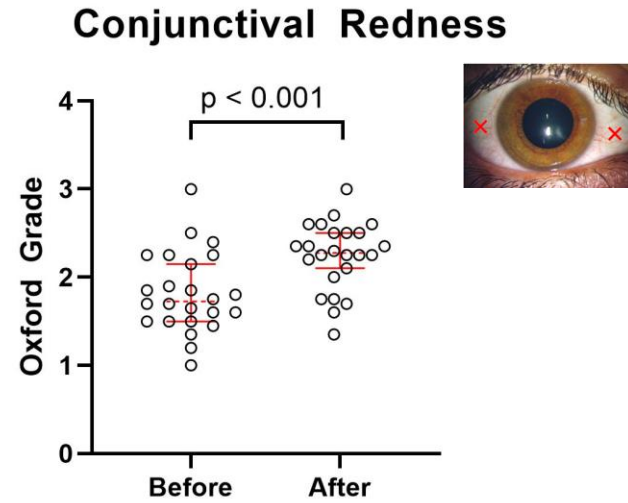 Conjunctival Redness
p < 0.001
Oxford Grade
4
3
2
1
0
Before After